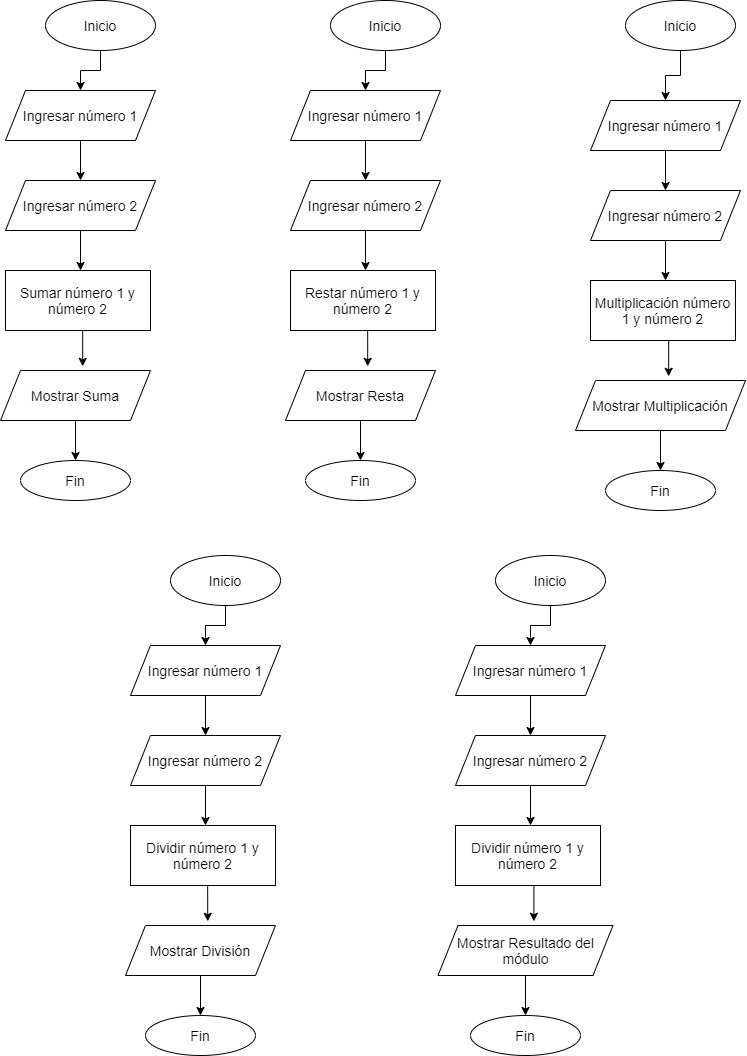 Inicio
Ingresar número 1
Ingresar número 2
Sumar número 1 y
número 2
Mostrar Suma
Fin
Inicio
Ingresar número 1
Ingresar número 2
Restar número 1 y
número 2
Mostrar Resta
Fin
Inicio
Ingresar número 1
Ingresar número 2
Multiplicación número
1 y número 2
Mostrar Multiplicación
Fin
Inicio
Ingresar número 1
Ingresar número 2
Dividir número 1 y
número 2
Mostrar División
Fin
Inicio
Ingresar número 1
Ingresar número 2
Dividir número 1 y
número 2
Mostrar Resultado del
módulo
Fin